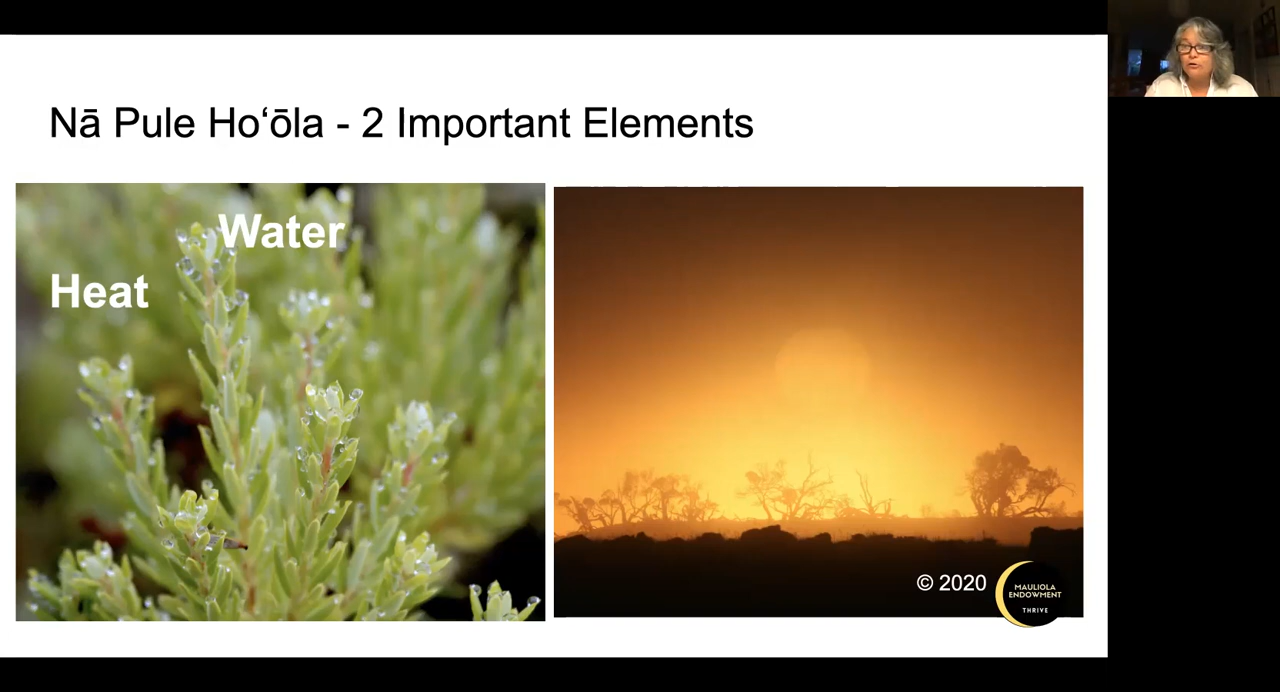 Nā Pule Hoʻōla - 2 Important Elements
Water
Heat
© 2020
MAULIOLA
ENDOWMENT
THRIVE